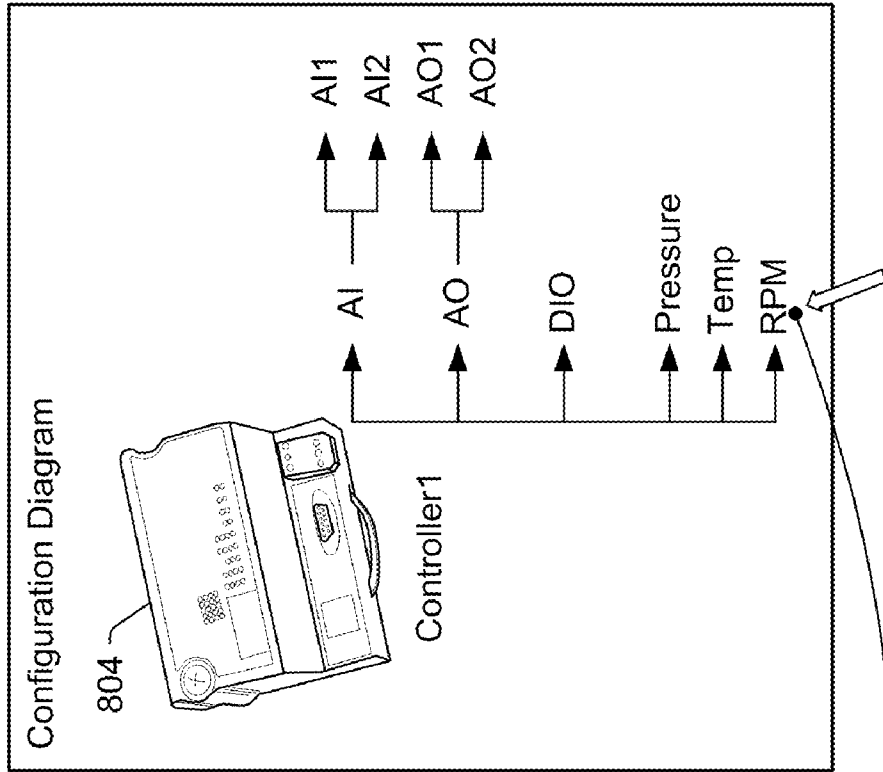 Configuration Diagram
804
Controller1
AI
AI1
AI2
AO
AO1
AO2
DIO
Pressure
Temp
RPM